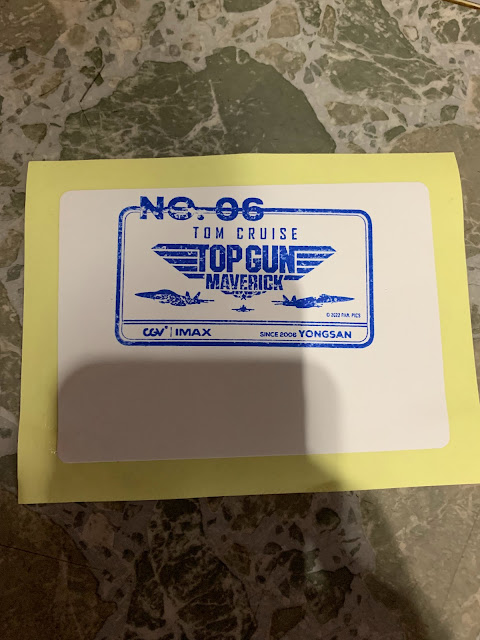 NO. 06
TOM CRUISE
TOP GUN
MAVERICK
© 2022 PAR. PICS
CGV* | IMAX
SINCE 2006 YONGSAN